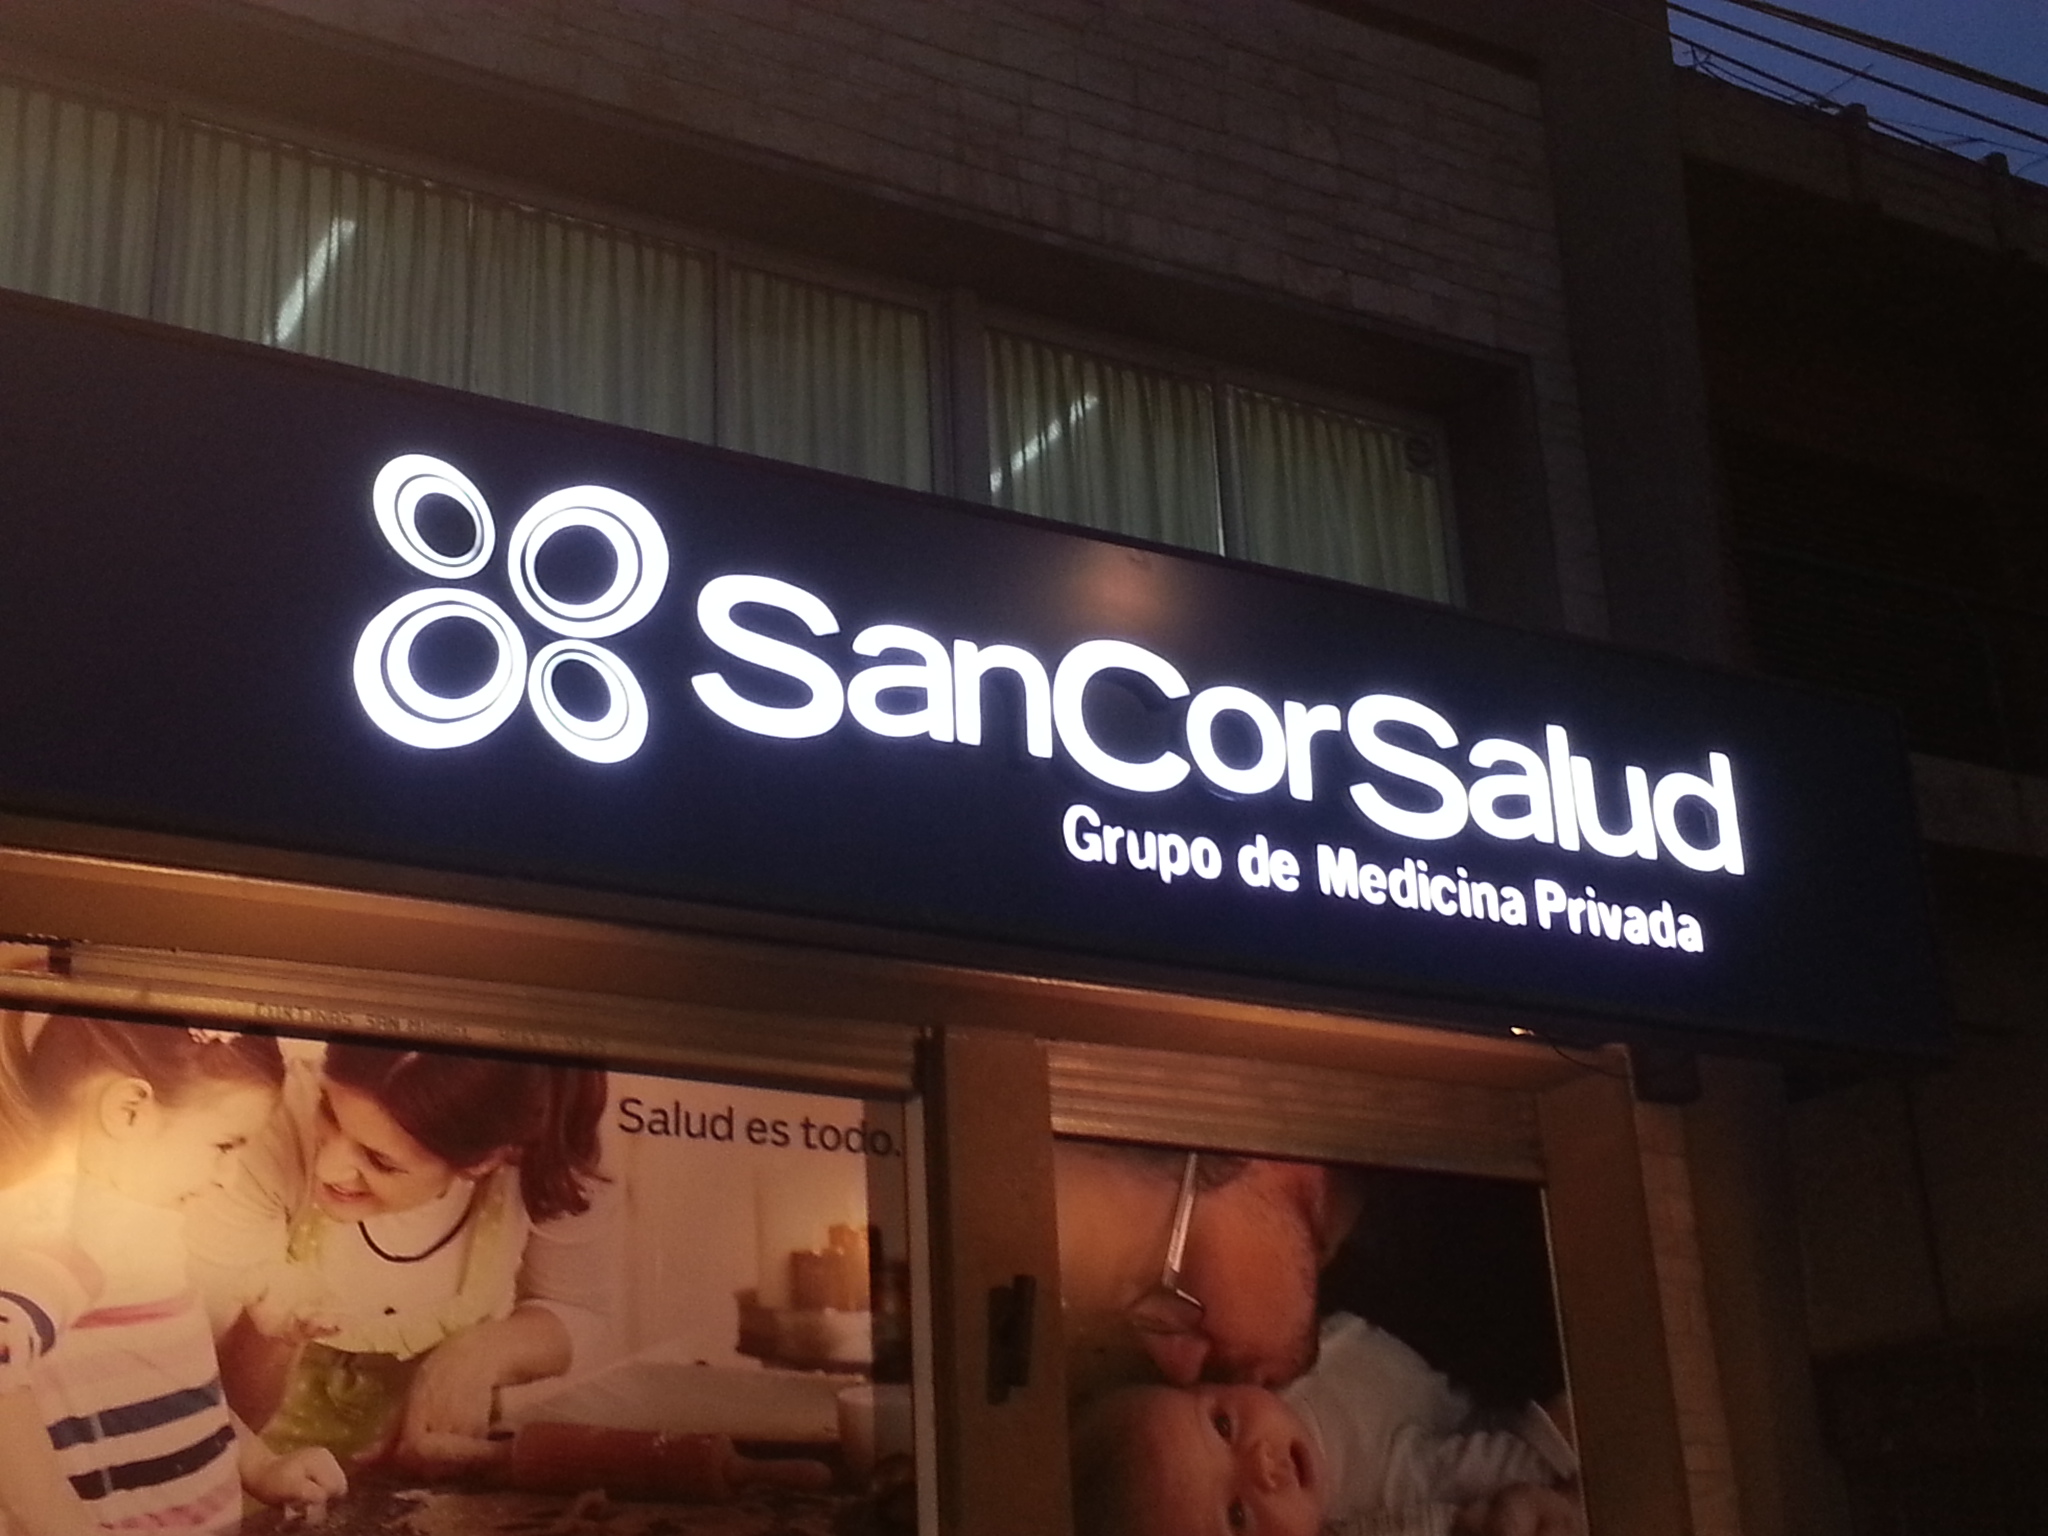 SanCorSalud
Grupo de Medicina Privada
Salud es todo.